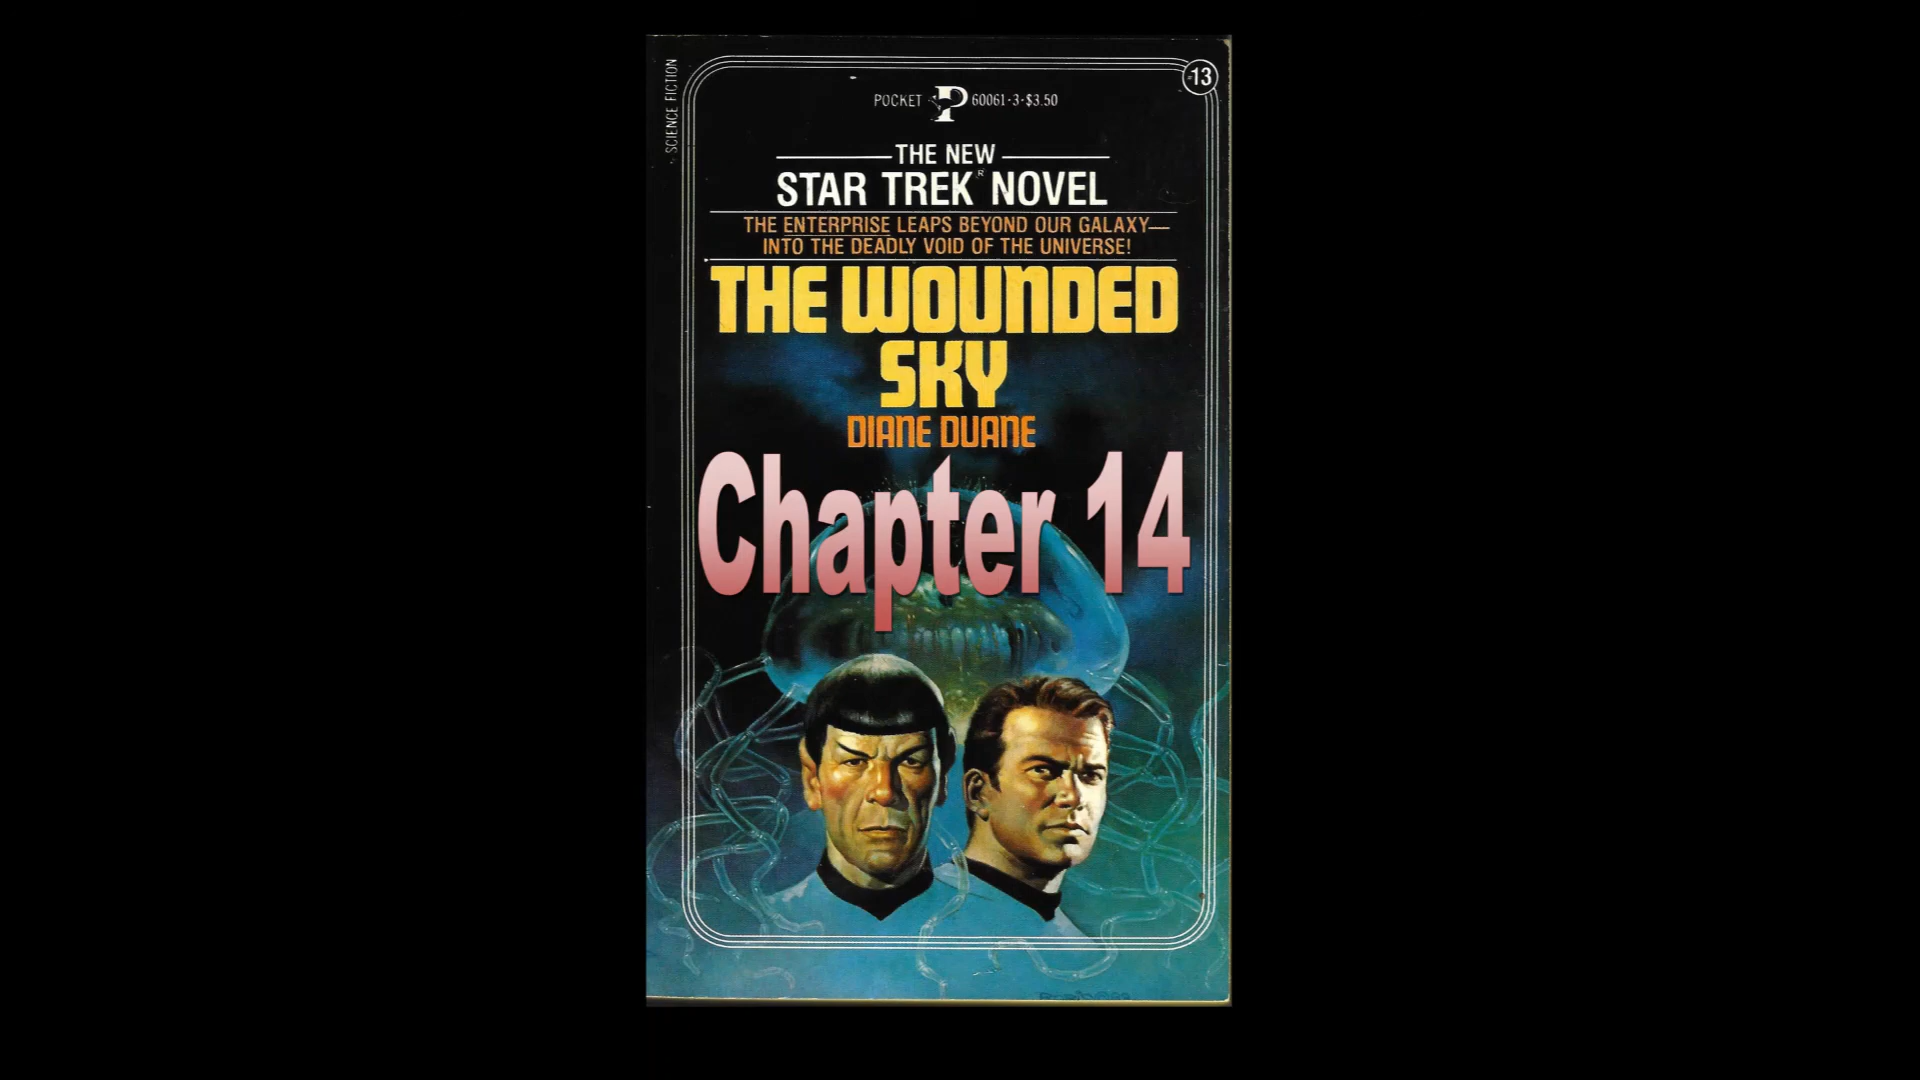 SCIENCE FICTION
13
POCKET P 60061-3-$3.50
THE NEW
STAR TREK® NOVEL
THE ENTERPRISE LEAPS BEYOND OUR GALAXY—
INTO THE DEADLY VOID OF THE UNIVERSE!
THE WOUNDED
SKY
DIANE DUANE
Chapter 14